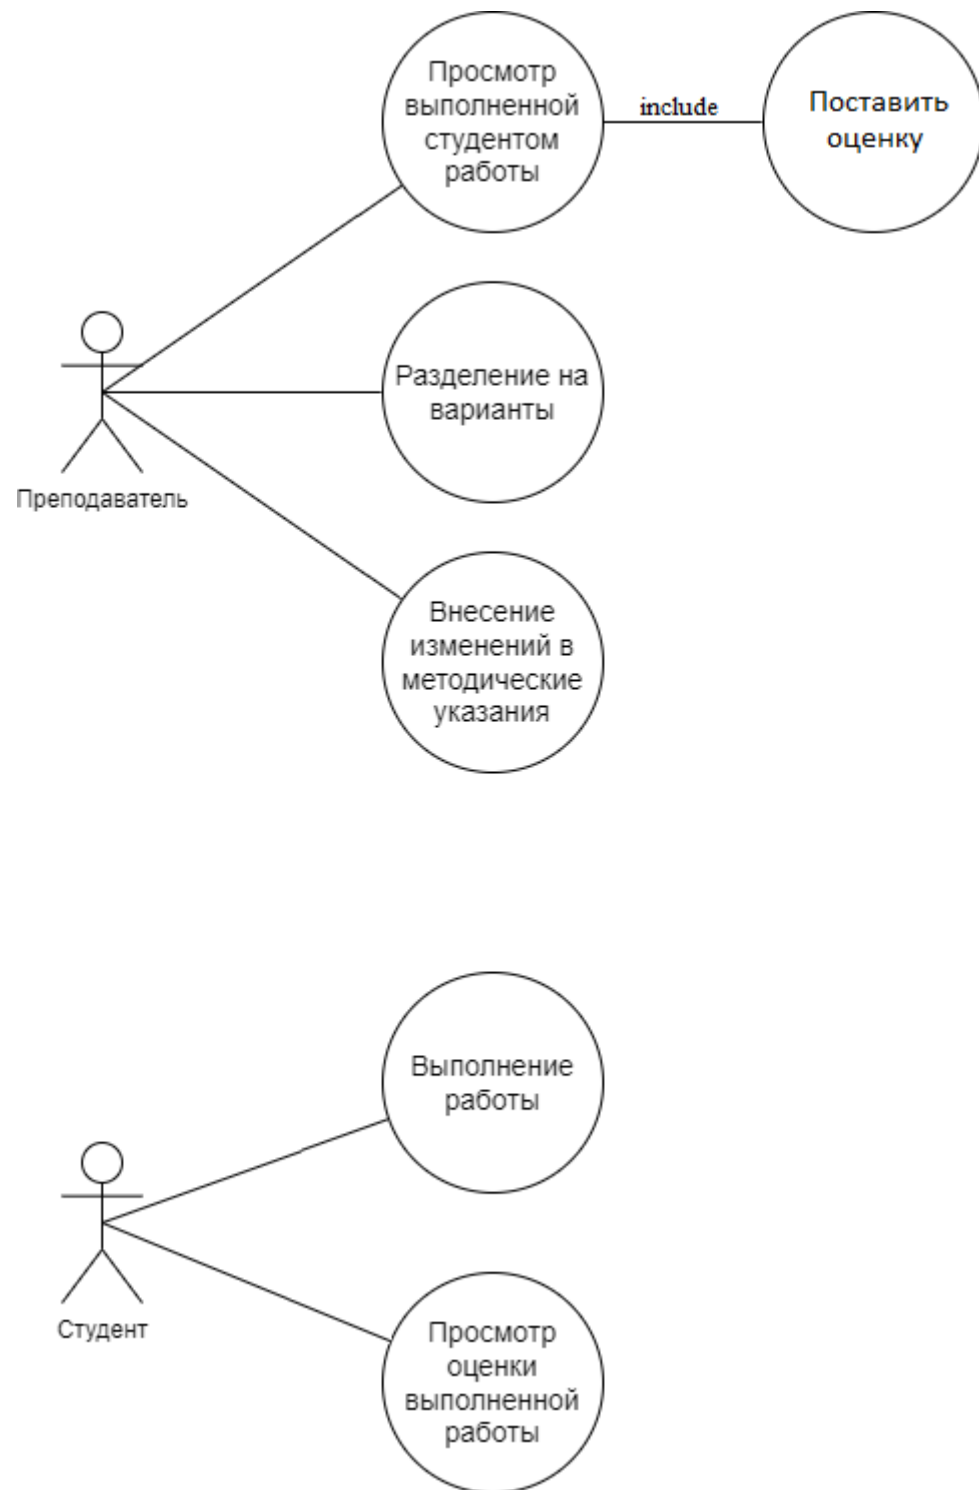 Просмотр
выполненной
студентом
работы
include
Поставить
оценку
Разделение на
варианты
Преподаватель
Внесение
изменений в
методические
указания
Выполнение
работы
Студент
Просмотр
оценки
выполненной
работы